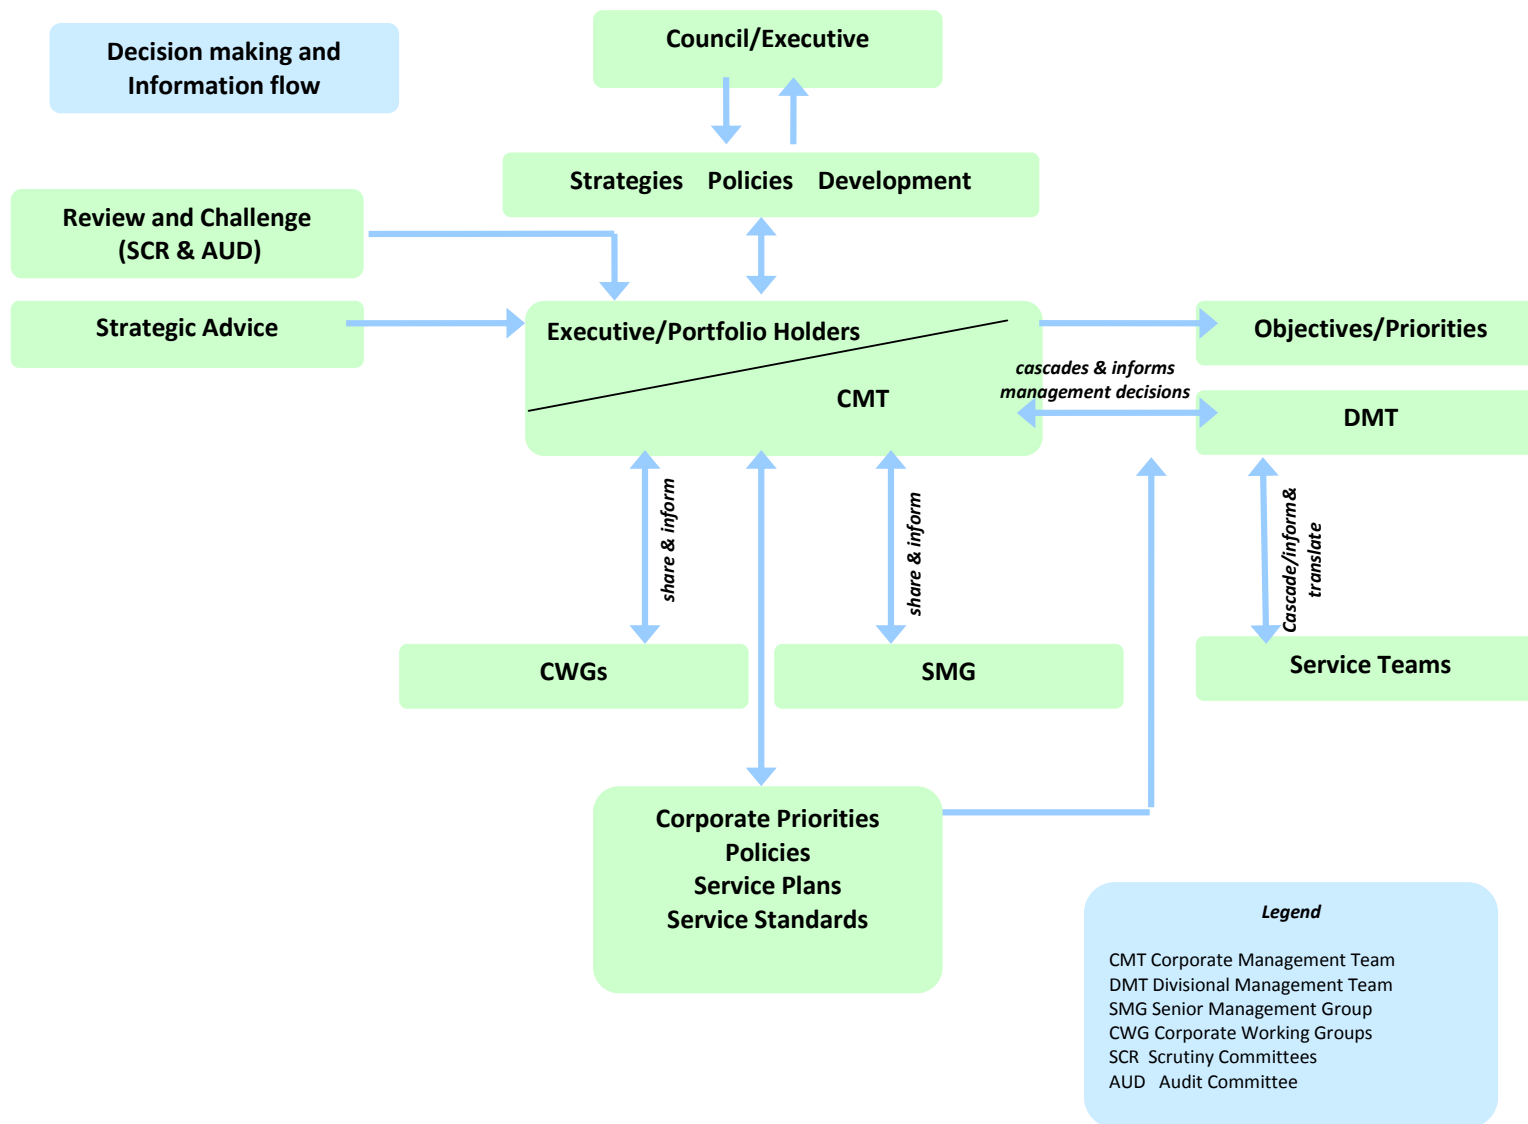 Decision making and
Information flow
Council/Executive
Strategies Policies Development
Review and Challenge
(SCR & AUD)
Strategic Advice
Executive/Portfolio Holders
CMT
Objectives/Priorities
cascades & informs
management decisions
DMT
share & inform
share & inform
Cascade/inform&
translate
CWGs
SMG
Service Teams
Corporate Priorities
Policies
Service Plans
Service Standards
Legend
CMT Corporate Management Team
DMT Divisional Management Team
SMG Senior Management Group
CWG Corporate Working Groups
SCR Scrutiny Committees
AUD Audit Committee